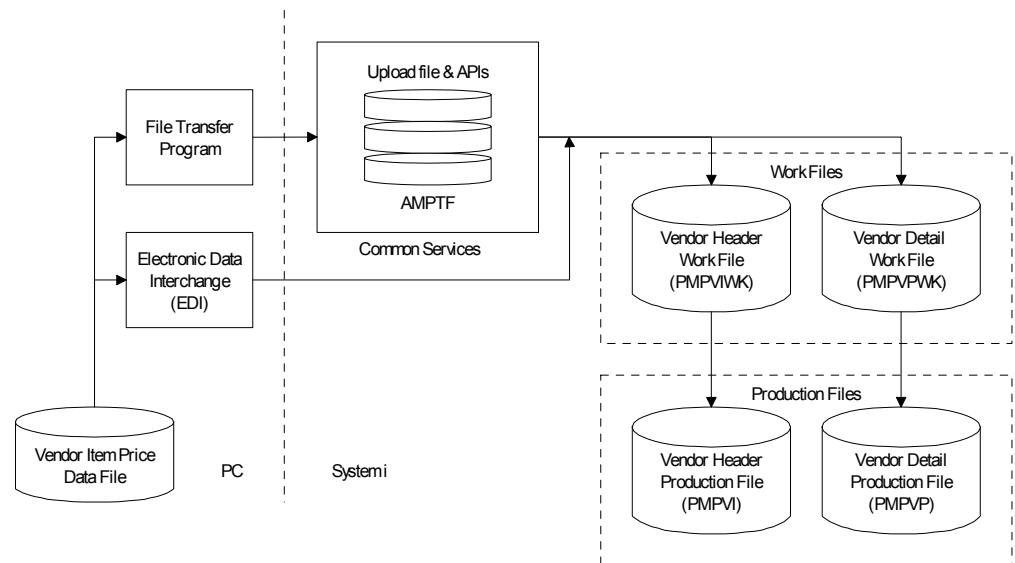 Upload file & APIs
File Transfer
Program
AMPTF
Common Services
Work Files
Vendor Header
Work File
(PMPVIWK)
Vendor Detail
Work File
(PMPVPWK)
Electronic Data
Interchange
(EDI)
Production Files
Vendor Item Price
Data File
PC
System i
Vendor Header
Production File
(PMPVI)
Vendor Detail
Production File
(PMPVP)